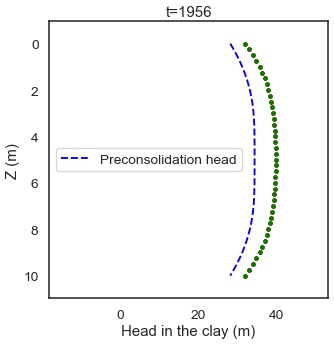 t=1956
0
2
4
6
8
10
Z (m)
Preconsolidation head
0
20
40
Head in the clay (m)